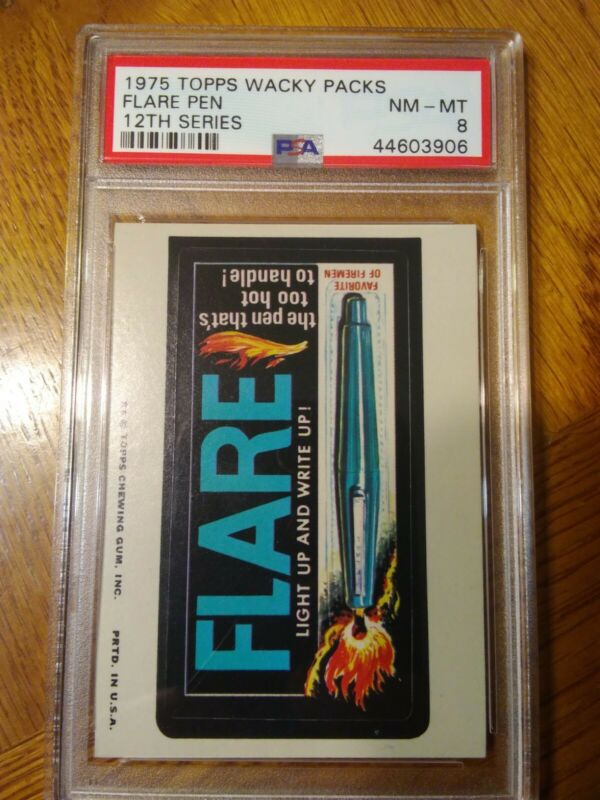 1975 TOPPS WACKY PACKS
FLARE PEN
NM - MT
12TH SERIES
8
PSA
44603906
FAVORITE
OF FIREMEN
the pen that's
too hot
to handle!
FLARE
LIGHT UP AND WRITE UP!
© TOPPS CHEWING GUM, INC.
PRTD. IN U.S.A.